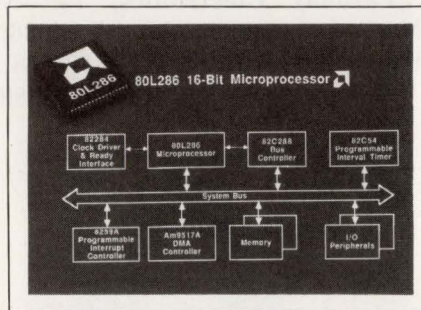 80L286
80L286 16-Bit Microprocessor
82284
Clock Driver
& Ready
Interface
80L286
Microprocessor
82C288
Bus
Controller
82C54
Programmable
Interval Timer
System Bus
8259A
Programmable
Interrupt
Controller
Am9517A
DMA
Controller
Memory
I/O
Peripherals